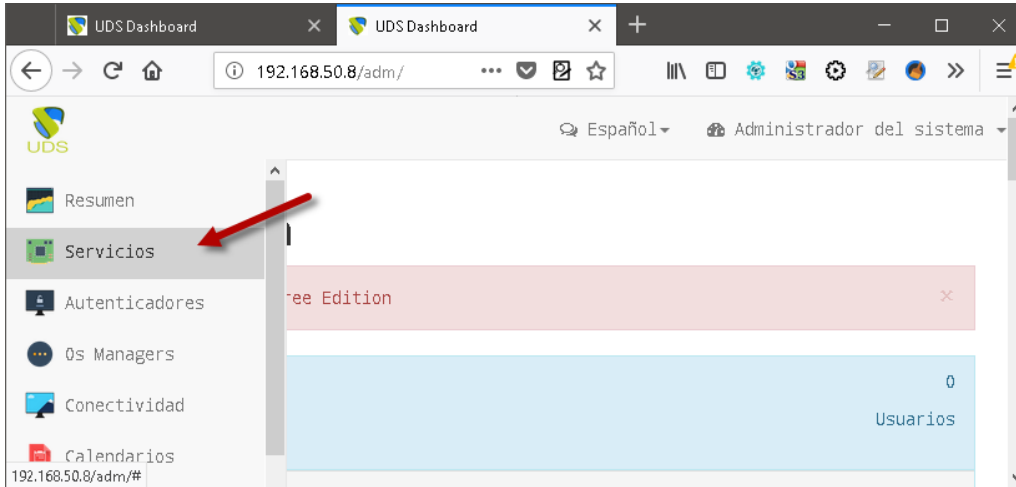 UDS Dashboard
UDS Dashboard
192.168.50.8/adm/
UDS
Español
Administrador del sistema
Resumen
Servicios
ree Edition
Autenticadores
Os Managers
0
Conectividad
Usuarios
Calendarios
192.168.50.8/adm/#